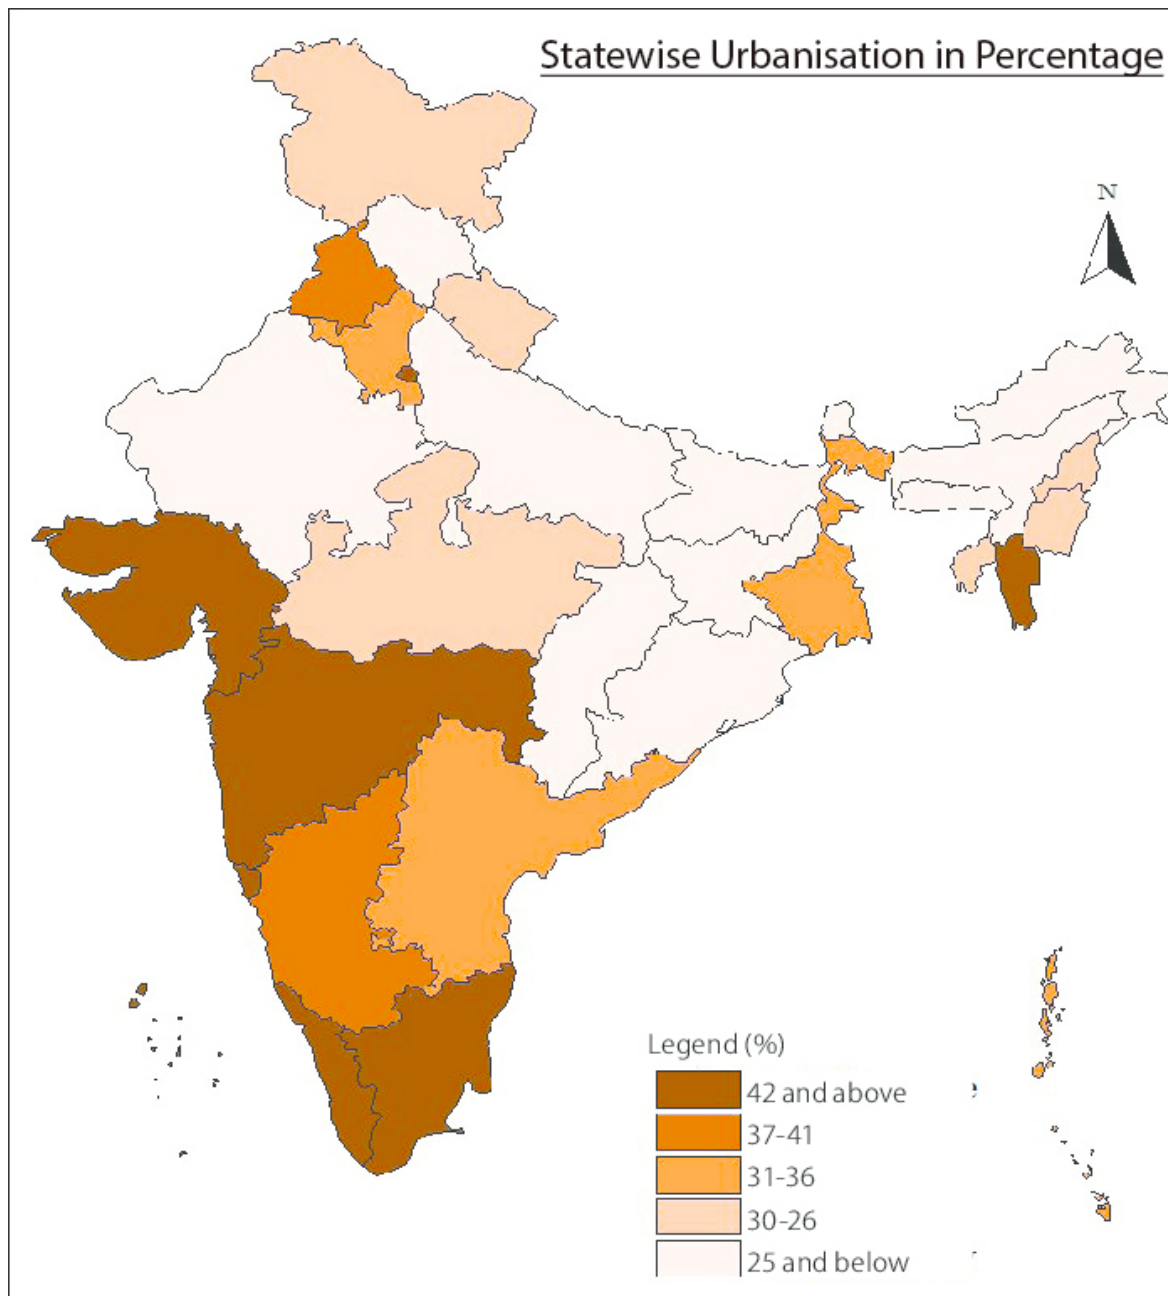 Statewise Urbanisation in Percentage
N
Legend (%)
42 and above
37-41
31-36
30-26
25 and below